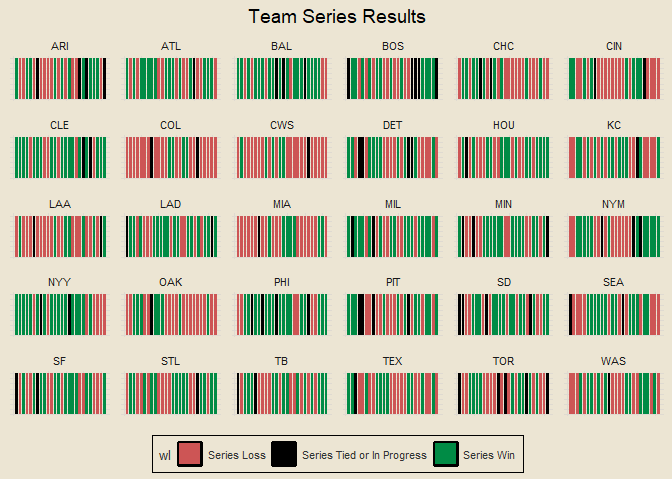 Team Series Results
ARI ATL BAL BOS CHC CIN
CLE COL CWS DET HOU KC
LAA LAD MIA MIL MIN NYM
NYY OAK PHI PIT SD SEA
SF STL TB TEX TOR WAS
wl Series Loss Series Tied or In Progress Series Win